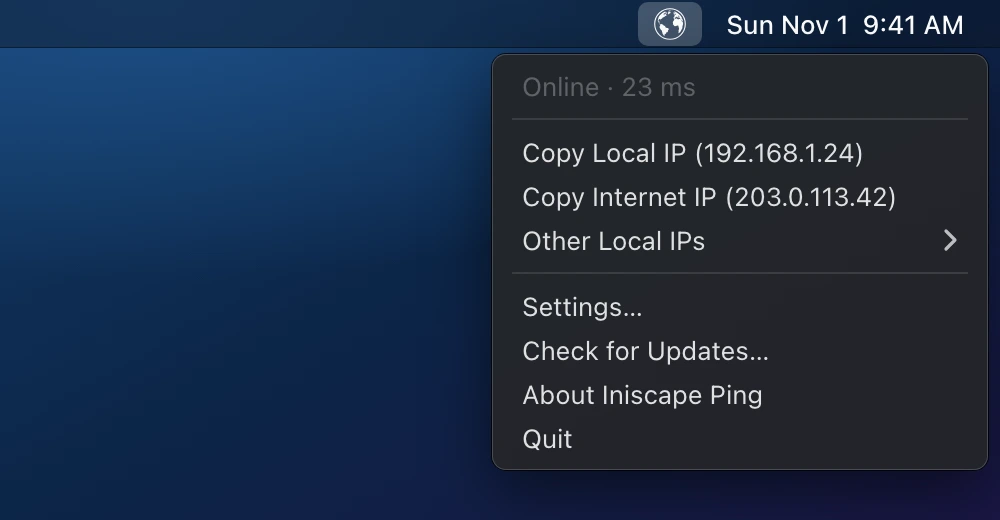 Sun Nov 1 9:41 AM
Online · 23 ms
Copy Local IP (192.168.1.24)
Copy Internet IP (203.0.113.42)
Other Local IPs
Settings...
Check for Updates...
About Iniscape Ping
Quit